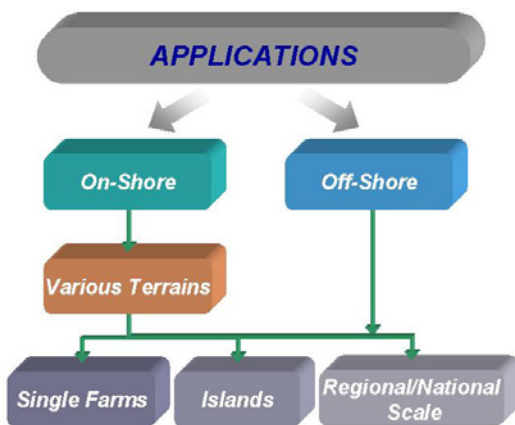 APPLICATIONS
On-Shore
Off-Shore
Various Terrains
Single Farms
Islands
Regional/National
Scale